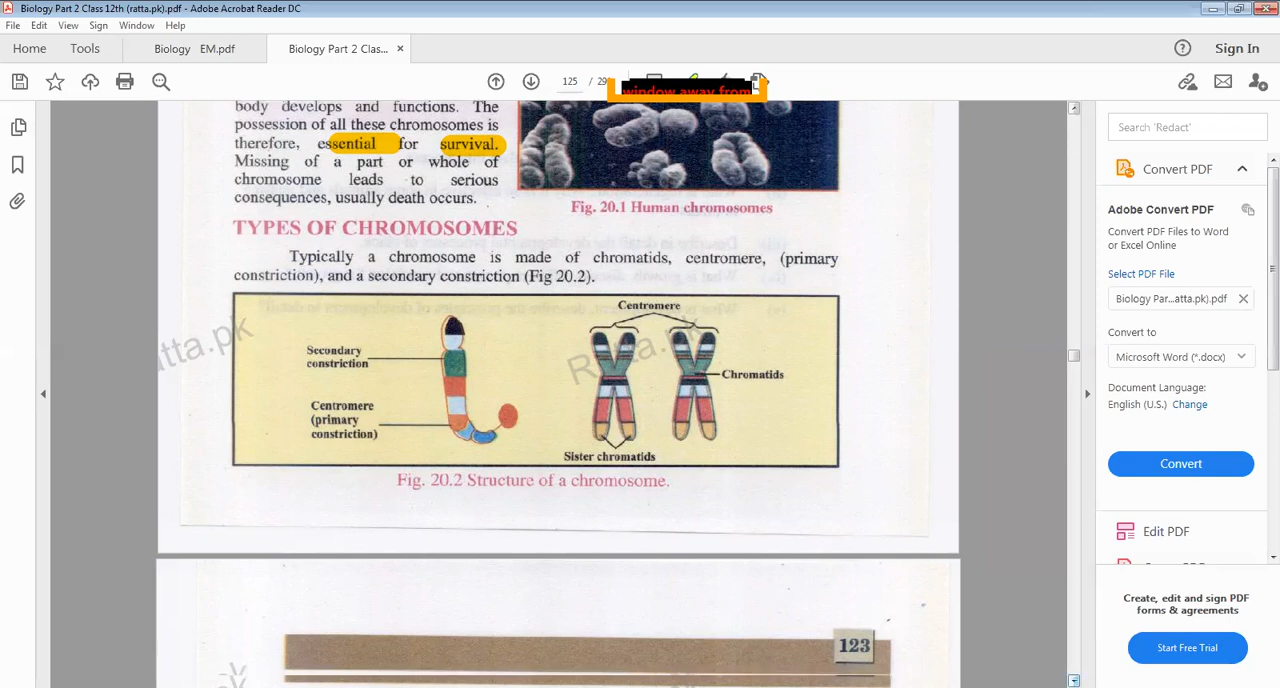 Biology Part 2 Class 12th (ratta.pk).pdf - Adobe Acrobat Reader DC
File Edit View Sign Window Help
Home Tools Biology EM.pdf Biology Part 2 Clas... × Sign In
125 / 29
window away from
body develops and functions. The
possession of all these chromosomes is
therefore, essential for survival.
Missing of a part or whole of
chromosome leads to serious
consequences, usually death occurs.
Fig. 20.1 Human chromosomes
TYPES OF CHROMOSOMES
Typically a chromosome is made of chromatids, centromere, (primary
constriction), and a secondary constriction (Fig 20.2).
Centromere
Secondary
constriction
Chromatids
Centromere
(primary
constriction)
Sister chromatids
Fig. 20.2 Structure of a chromosome.
Ratta.pk
123
Search 'Redact'
Convert PDF
Adobe Convert PDF
Convert PDF Files to Word
or Excel Online
Select PDF File
Biology Par...atta.pk).pdf
Convert to
Microsoft Word (*.docx)
Document Language:
English (U.S.) Change
Convert
Edit PDF
Create, edit and sign PDF
forms & agreements
Start Free Trial